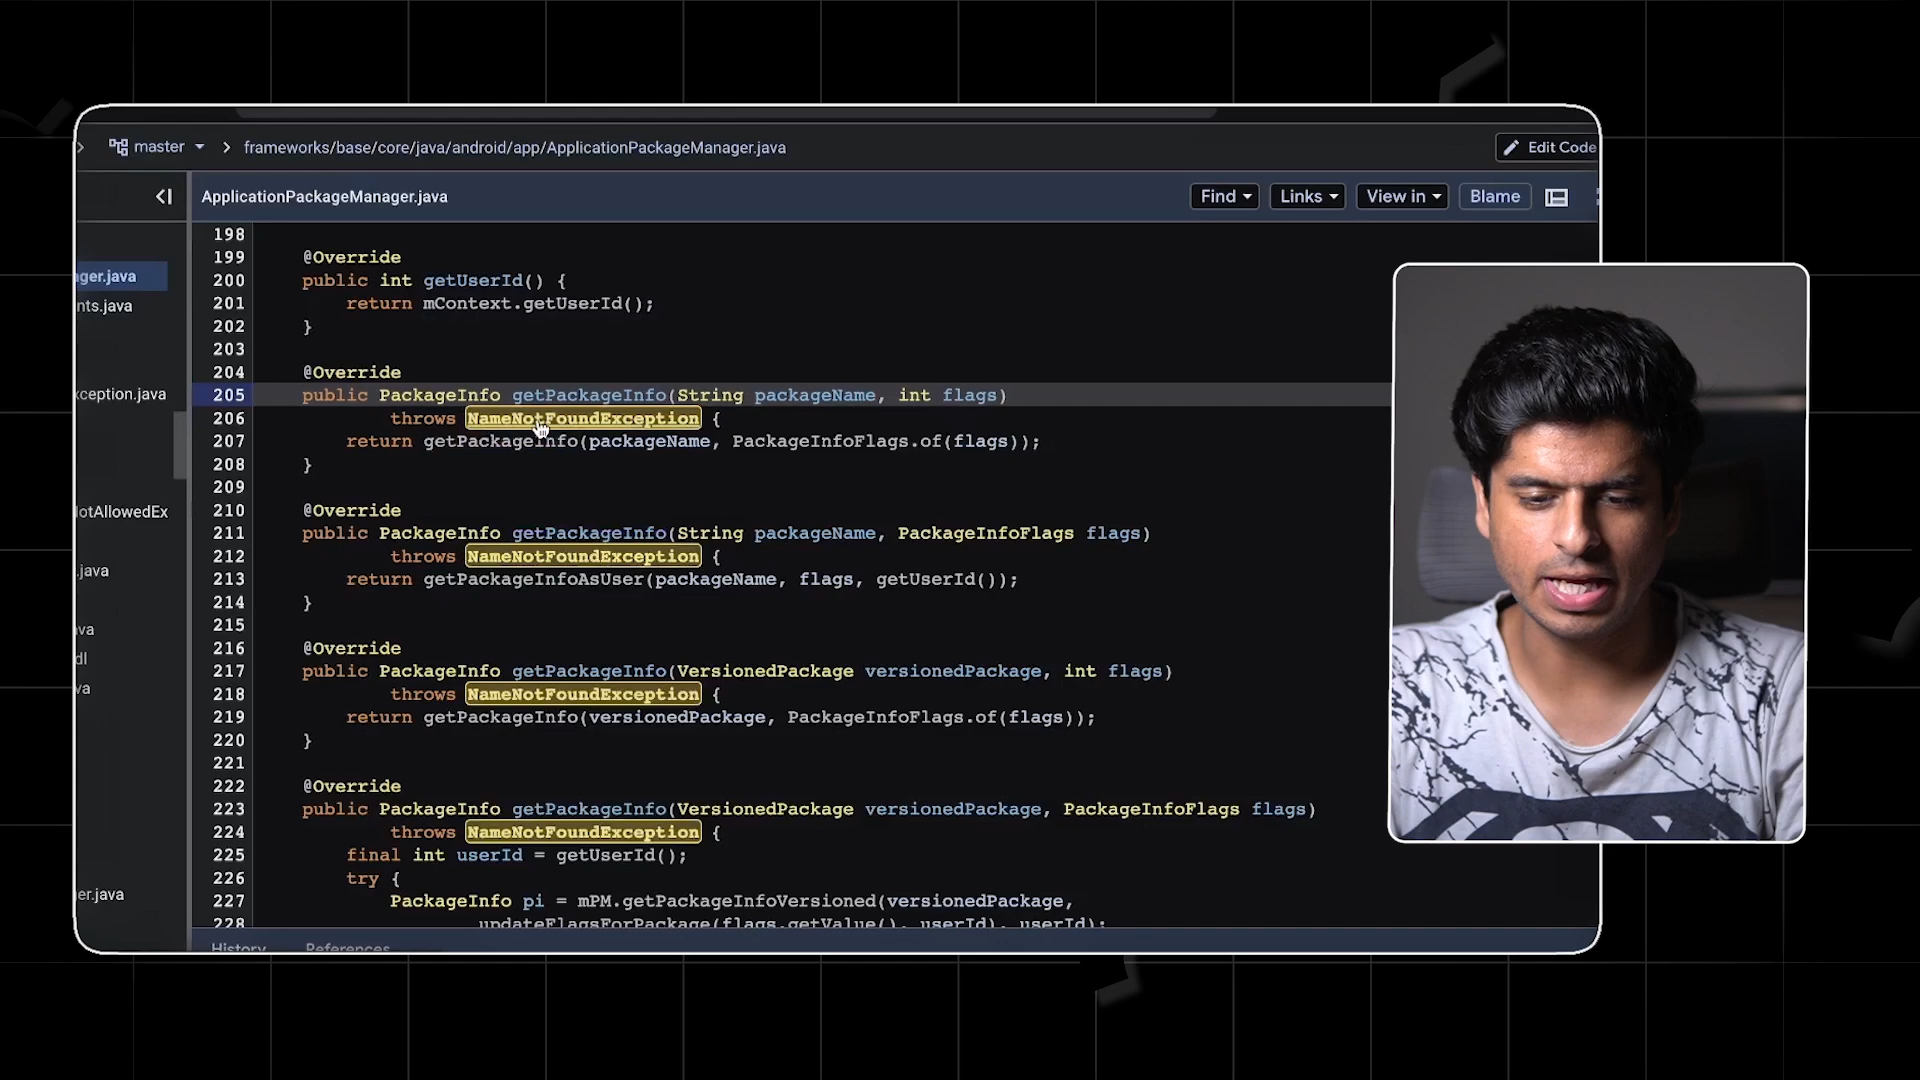 master frameworks/base/core/java/android/app/ApplicationPackageManager.java Edit Code
ApplicationPackageManager.java Find Links View in Blame
ger.java
nts.java
xception.java
lotAllowedEx
.java
va
dl
va
er.java
198
199 @Override
200 public int getUserId() {
201 return mContext.getUserId();
202 }
203
204 @Override
205 public PackageInfo getPackageInfo(String packageName, int flags)
206 throws NameNotFoundException {
207 return getPackageInfo(packageName, PackageInfoFlags.of(flags));
208 }
209
210 @Override
211 public PackageInfo getPackageInfo(String packageName, PackageInfoFlags flags)
212 throws NameNotFoundException {
213 return getPackageInfoAsUser(packageName, flags, getUserId());
214 }
215
216 @Override
217 public PackageInfo getPackageInfo(VersionedPackage versionedPackage, int flags)
218 throws NameNotFoundException {
219 return getPackageInfo(versionedPackage, PackageInfoFlags.of(flags));
220 }
221
222 @Override
223 public PackageInfo getPackageInfo(VersionedPackage versionedPackage, PackageInfoFlags flags)
224 throws NameNotFoundException {
225 final int userId = getUserId();
226 try {
227 PackageInfo pi = mPM.getPackageInfoVersioned(versionedPackage,
228 updateFlagsForPackage(flags.getValue(), userId), userId);
History References